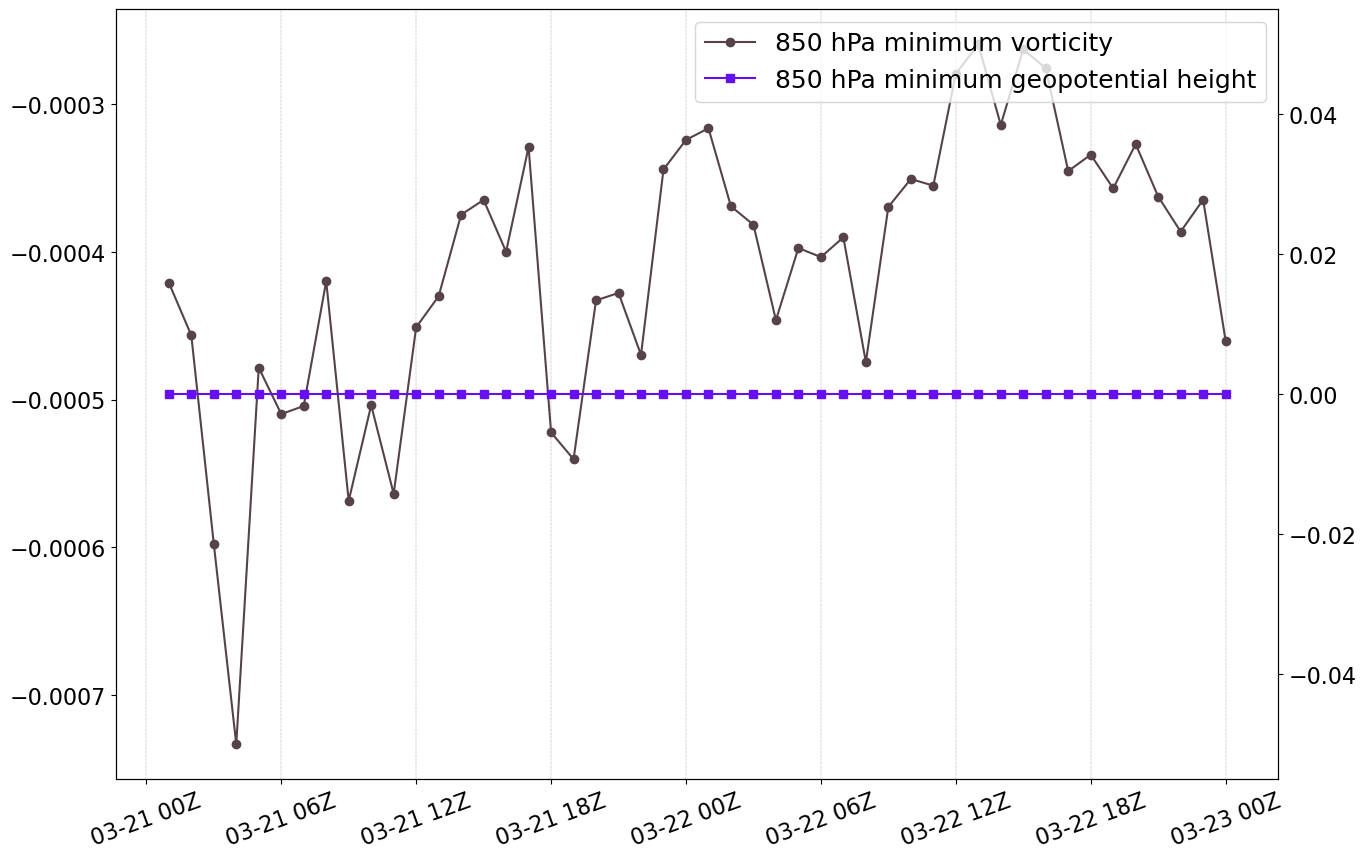 850 hPa minimum vorticity
850 hPa minimum geopotential height
−0.0003
−0.0004
−0.0005
−0.0006
−0.0007
0.04
0.02
0.00
−0.02
−0.04
03-21 00Z
03-21 06Z
03-21 12Z
03-21 18Z
03-22 00Z
03-22 06Z
03-22 12Z
03-22 18Z
03-23 00Z